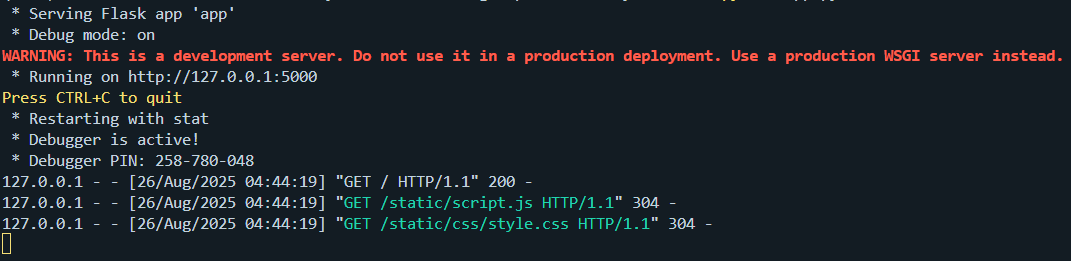 * Serving Flask app 'app'
* Debug mode: on
WARNING: This is a development server. Do not use it in a production deployment. Use a production WSGI server instead.
* Running on http://127.0.0.1:5000
Press CTRL+C to quit
* Restarting with stat
* Debugger is active!
* Debugger PIN: 258-780-048
127.0.0.1 - - [26/Aug/2025 04:44:19] "GET / HTTP/1.1" 200 -
127.0.0.1 - - [26/Aug/2025 04:44:19] "GET /static/script.js HTTP/1.1" 304 -
127.0.0.1 - - [26/Aug/2025 04:44:19] "GET /static/css/style.css HTTP/1.1" 304 -